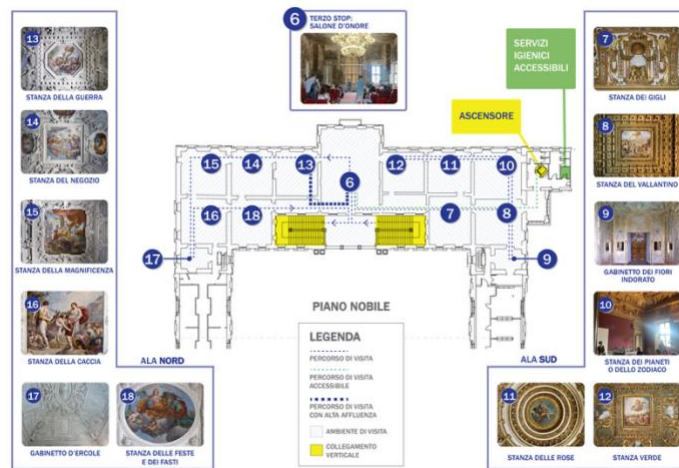 13
STANZA DELLA GUERRA
14
STANZA DEL NEGOZIO
15
STANZA DELLA MAGNIFICENZA
16
STANZA DELLA CACCIA
17
GABINETTO D'ERCOLE
18
STANZA DELLE FESTE
E DEI FASTI
ALA NORD
6
TERZO STOP:
SALONE D'ONORE
SERVIZI
IGIENICI
ACCESSIBILI
ASCENSORE
15
14
13
12
11
10
6
16
18
7
8
17
9
PIANO NOBILE
LEGENDA
PERCORSO DI VISITA
PERCORSO DI VISITA
ACCESSIBILE
PERCORSO DI VISITA
CON ALTA AFFLUENZA
AMBIENTE DI VISITA
COLLEGAMENTO
VERTICALE
7
STANZA DEI GIGLI
8
STANZA DEL VALLANTINO
9
GABINETTO DEI FIORI
INDORATO
10
STANZA DEI PIANETI
O DELLO ZODIACO
ALA SUD
11
STANZA DELLE ROSE
12
STANZA VERDE